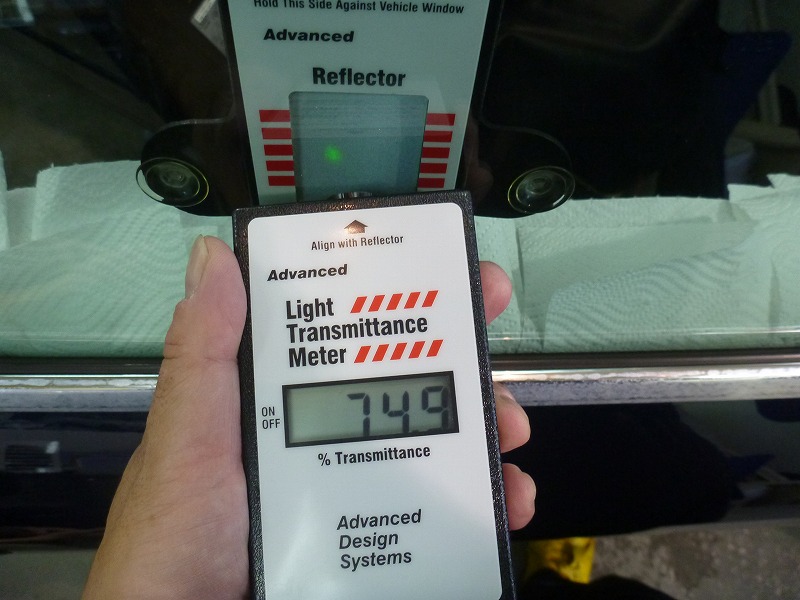 Hold This Side Against Vehicle Window
Advanced
Reflector
Align with Reflector
Advanced
Light
Transmittance
Meter
ON
OFF
74.9
% Transmittance
Advanced
Design
Systems